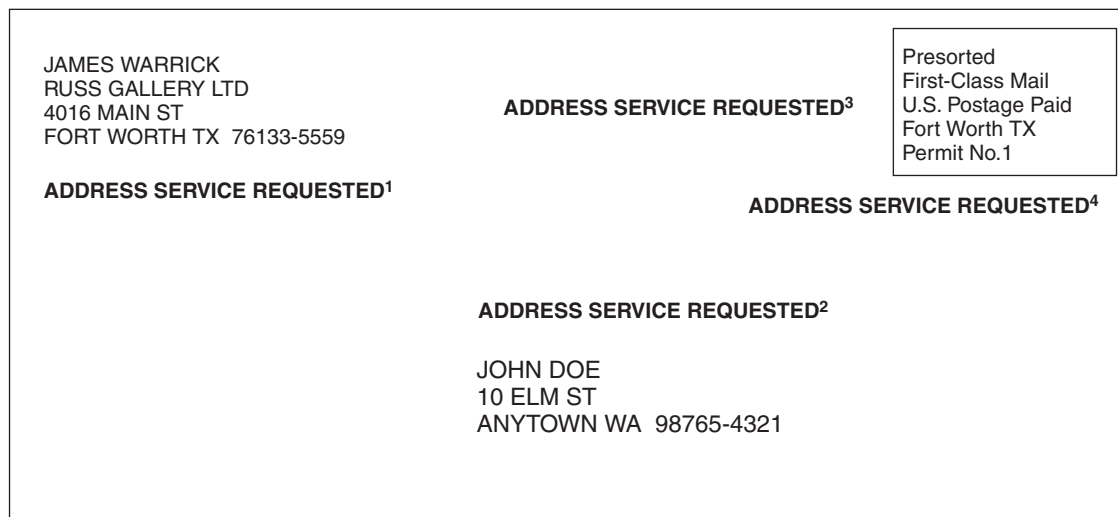 JAMES WARRICK
RUSS GALLERY LTD
4016 MAIN ST
FORT WORTH TX  76133-5559
ADDRESS SERVICE REQUESTED¹
ADDRESS SERVICE REQUESTED³
Presorted
First-Class Mail
U.S. Postage Paid
Fort Worth TX
Permit No.1
ADDRESS SERVICE REQUESTED⁴
ADDRESS SERVICE REQUESTED²
JOHN DOE
10 ELM ST
ANYTOWN WA  98765-4321